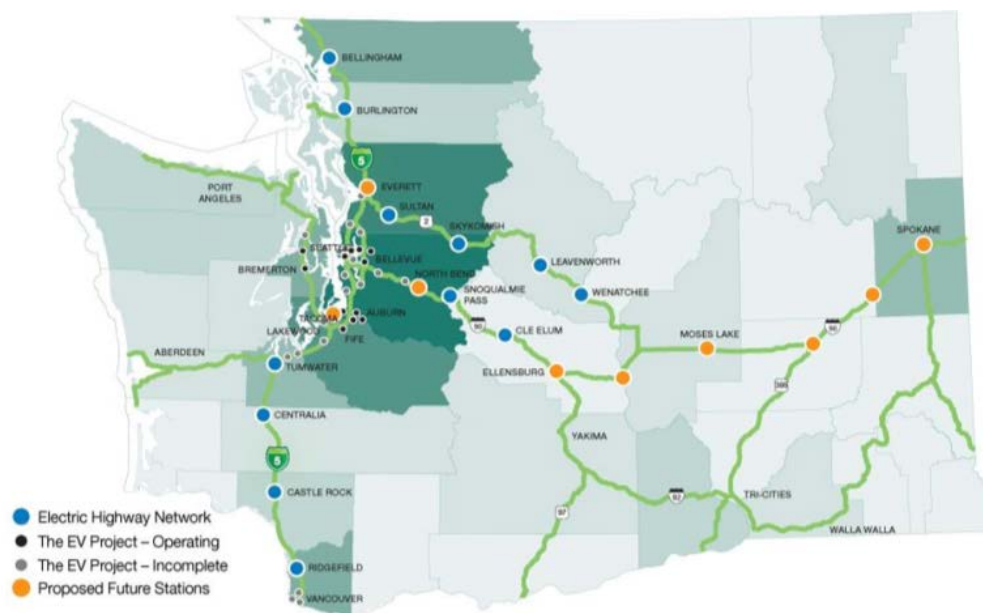 BELLINGHAM
BURLINGTON
5
EVERETT
PORT
ANGELES
SULTAN
2
SKYKOMISH
SPOKANE
SEATTLE
BELLEVUE
LEAVENWORTH
BREMERTON
NORTH BEND
SNOQUALMIE
PASS
WENATCHEE
TACOMA
AUBURN
90
LAKEWOOD
FIFE
CLE ELUM
MOSES LAKE
90
ABERDEEN
TUMWATER
ELLENSBURG
395
CENTRALIA
YAKIMA
5
CASTLE ROCK
82
TRI-CITIES
97
WALLA WALLA
RIDGEFIELD
VANCOUVER
Electric Highway Network
The EV Project – Operating
The EV Project – Incomplete
Proposed Future Stations